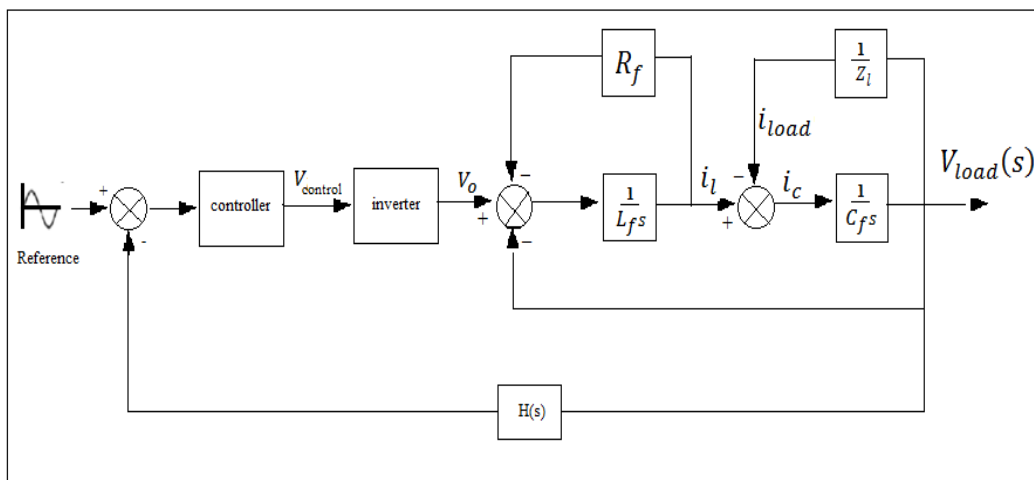 R_f
1/Z_l
i_load
V_load(s)
+
Reference
-
controller
V_control
inverter
V_o
+
−
−
1/L_f s
i_l
+
−
i_c
1/C_f s
H(s)